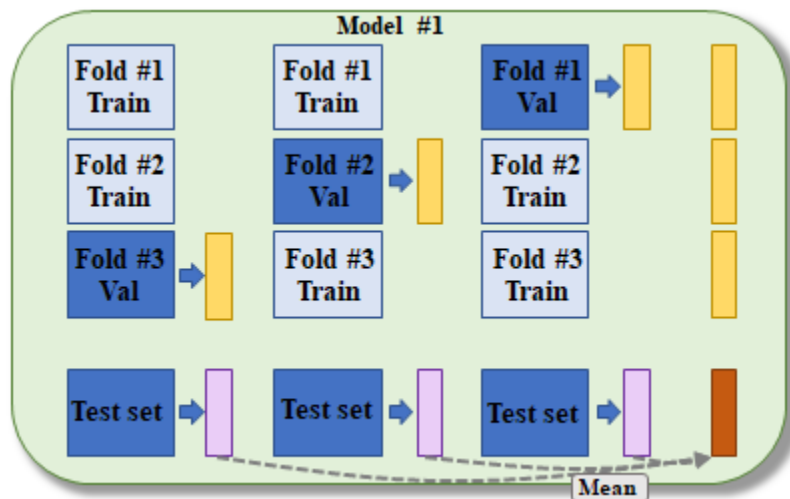 Model #1
Fold #1
Train
Fold #1
Train
Fold #1
Val
Fold #2
Train
Fold #2
Val
Fold #2
Train
Fold #3
Val
Fold #3
Train
Fold #3
Train
Test set
Test set
Test set
Mean